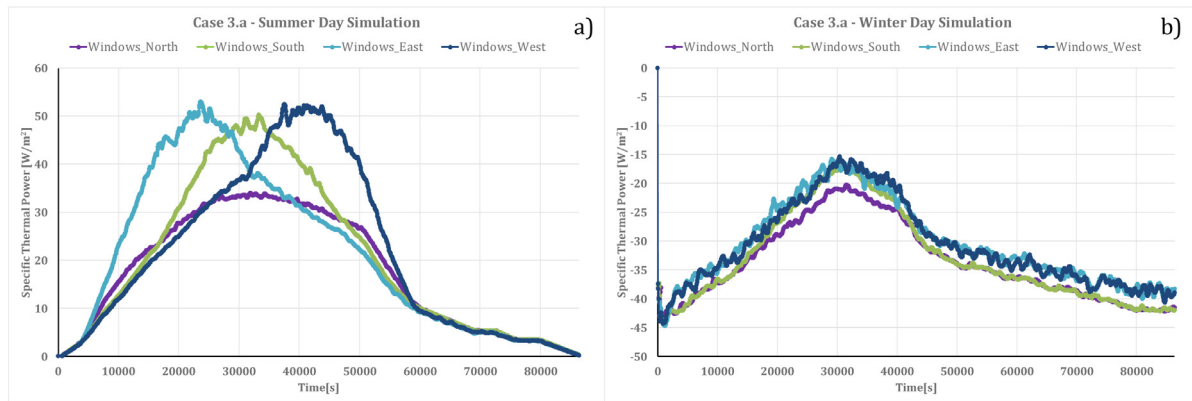 Case 3.a - Summer Day Simulation
a)
Windows_North Windows_South Windows_East Windows_West
Specific Thermal Power [W/m²]
60
50
40
30
20
10
0
0 10000 20000 30000 40000 50000 60000 70000 80000
Time[s]
Case 3.a - Winter Day Simulation
b)
Windows_North Windows_South Windows_East Windows_West
Specific Thermal Power [W/m²]
0
-5
-10
-15
-20
-25
-30
-35
-40
-45
-50
0 10000 20000 30000 40000 50000 60000 70000 80000
Time[s]